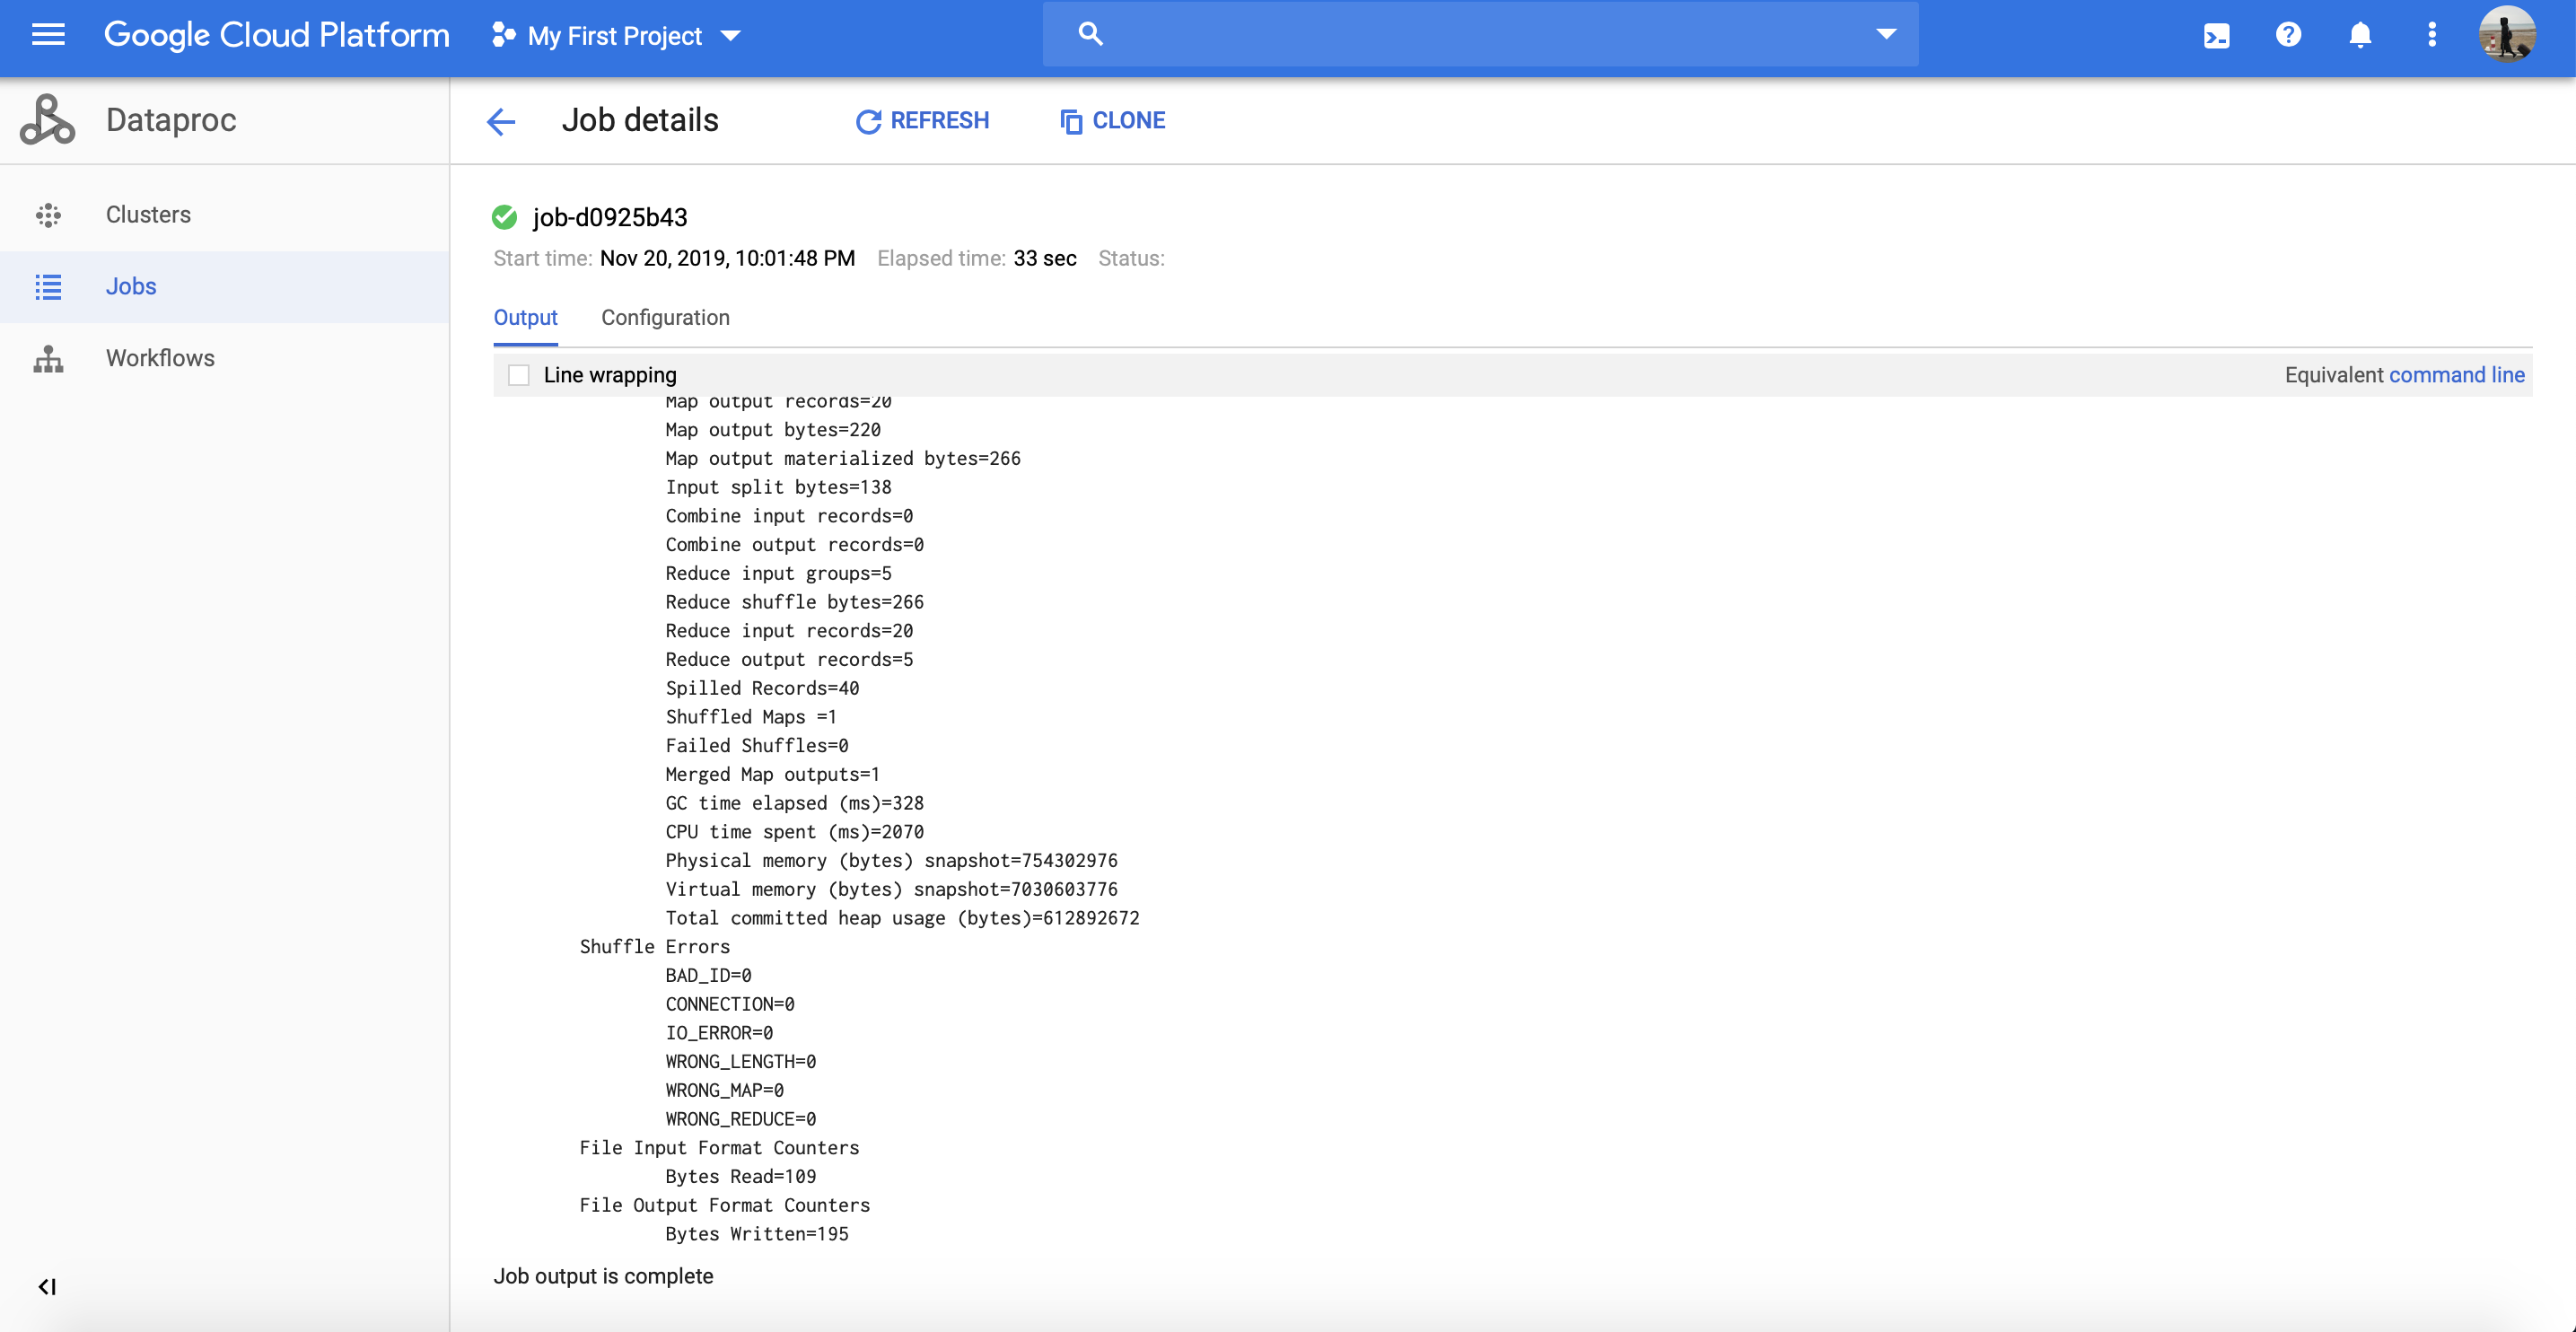 Google Cloud Platform My First Project
Dataproc
Job details REFRESH CLONE
Clusters
Jobs
Workflows
job-d0925b43
Start time: Nov 20, 2019, 10:01:48 PM Elapsed time: 33 sec Status:
Output Configuration
Line wrapping Equivalent command line
Map output records=20
Map output bytes=220
Map output materialized bytes=266
Input split bytes=138
Combine input records=0
Combine output records=0
Reduce input groups=5
Reduce shuffle bytes=266
Reduce input records=20
Reduce output records=5
Spilled Records=40
Shuffled Maps =1
Failed Shuffles=0
Merged Map outputs=1
GC time elapsed (ms)=328
CPU time spent (ms)=2070
Physical memory (bytes) snapshot=754302976
Virtual memory (bytes) snapshot=7030603776
Total committed heap usage (bytes)=612892672
Shuffle Errors
BAD_ID=0
CONNECTION=0
IO_ERROR=0
WRONG_LENGTH=0
WRONG_MAP=0
WRONG_REDUCE=0
File Input Format Counters
Bytes Read=109
File Output Format Counters
Bytes Written=195
Job output is complete